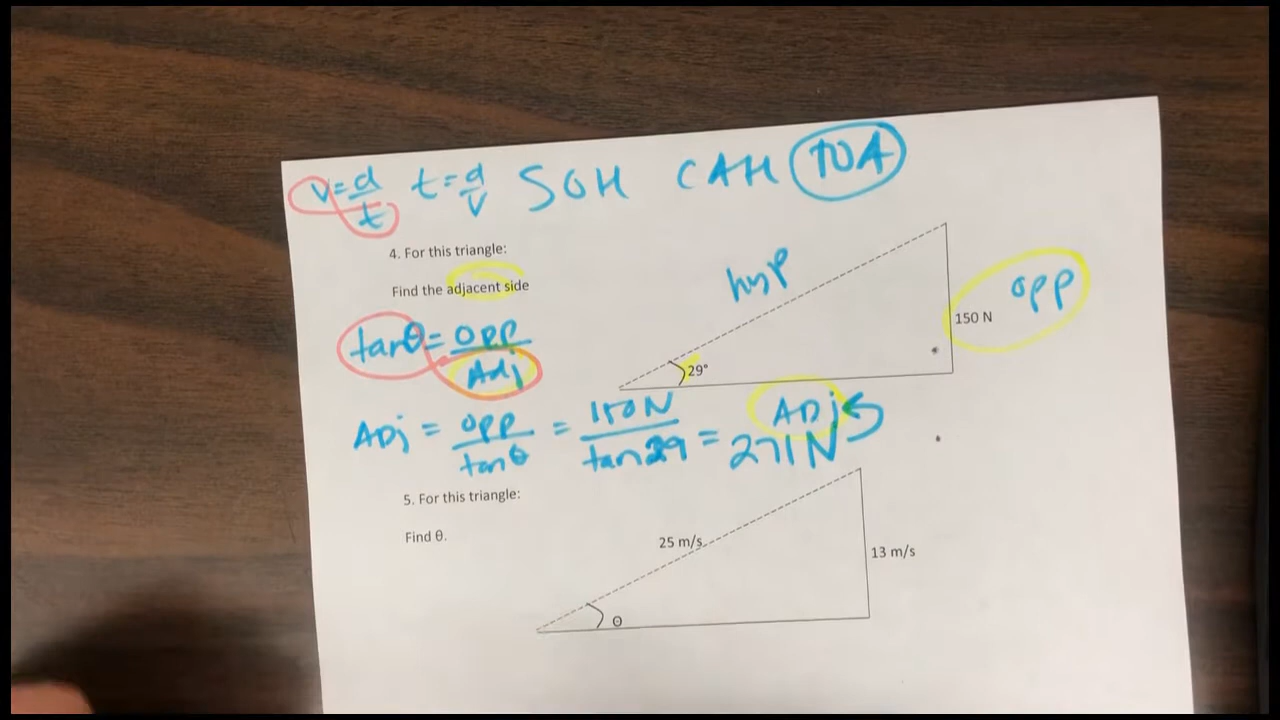 v=d/t t=d/v SOH CAH TOA
4. For this triangle:
Find the adjacent side
hyp
opp
150 N
29°
tanθ = opp/Adj
ADj
ADj = opp/tanθ = 150N/tan29 = 271N
5. For this triangle:
Find θ.
25 m/s
13 m/s
θ